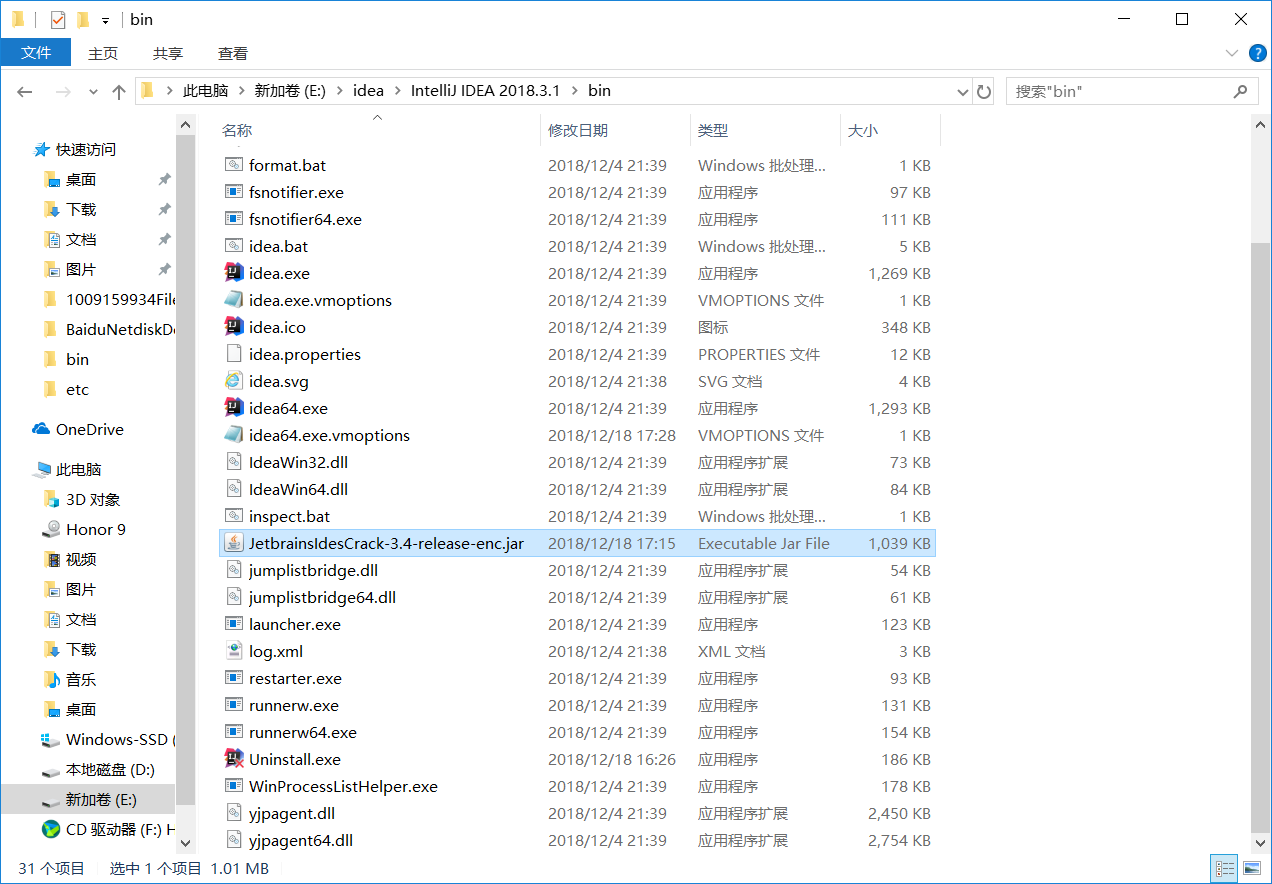 bin
文件 主页 共享 查看
此电脑 新加卷 (E:) idea IntelliJ IDEA 2018.3.1 bin 搜索"bin"
名称 修改日期 类型 大小
快速访问
桌面
下载
文档
图片
1009159934File
BaiduNetdiskDo
bin
etc
OneDrive
此电脑
3D 对象
Honor 9
视频
图片
文档
下载
音乐
桌面
Windows-SSD (
本地磁盘 (D:)
新加卷 (E:)
CD 驱动器 (F:) H
format.bat 2018/12/4 21:39 Windows 批处理... 1 KB
fsnotifier.exe 2018/12/4 21:39 应用程序 97 KB
fsnotifier64.exe 2018/12/4 21:39 应用程序 111 KB
idea.bat 2018/12/4 21:39 Windows 批处理... 5 KB
idea.exe 2018/12/4 21:39 应用程序 1,269 KB
idea.exe.vmoptions 2018/12/4 21:39 VMOPTIONS 文件 1 KB
idea.ico 2018/12/4 21:39 图标 348 KB
idea.properties 2018/12/4 21:39 PROPERTIES 文件 12 KB
idea.svg 2018/12/4 21:38 SVG 文档 4 KB
idea64.exe 2018/12/4 21:39 应用程序 1,293 KB
idea64.exe.vmoptions 2018/12/18 17:28 VMOPTIONS 文件 1 KB
IdeaWin32.dll 2018/12/4 21:39 应用程序扩展 73 KB
IdeaWin64.dll 2018/12/4 21:39 应用程序扩展 84 KB
inspect.bat 2018/12/4 21:39 Windows 批处理... 1 KB
JetbrainsIdesCrack-3.4-release-enc.jar 2018/12/18 17:15 Executable Jar File 1,039 KB
jumplistbridge.dll 2018/12/4 21:39 应用程序扩展 54 KB
jumplistbridge64.dll 2018/12/4 21:39 应用程序扩展 61 KB
launcher.exe 2018/12/4 21:39 应用程序 123 KB
log.xml 2018/12/4 21:38 XML 文档 3 KB
restarter.exe 2018/12/4 21:39 应用程序 93 KB
runnerw.exe 2018/12/4 21:39 应用程序 131 KB
runnerw64.exe 2018/12/4 21:39 应用程序 154 KB
Uninstall.exe 2018/12/18 16:26 应用程序 186 KB
WinProcessListHelper.exe 2018/12/4 21:39 应用程序 178 KB
yjpagent.dll 2018/12/4 21:39 应用程序扩展 2,450 KB
yjpagent64.dll 2018/12/4 21:39 应用程序扩展 2,754 KB
31 个项目 选中 1 个项目 1.01 MB